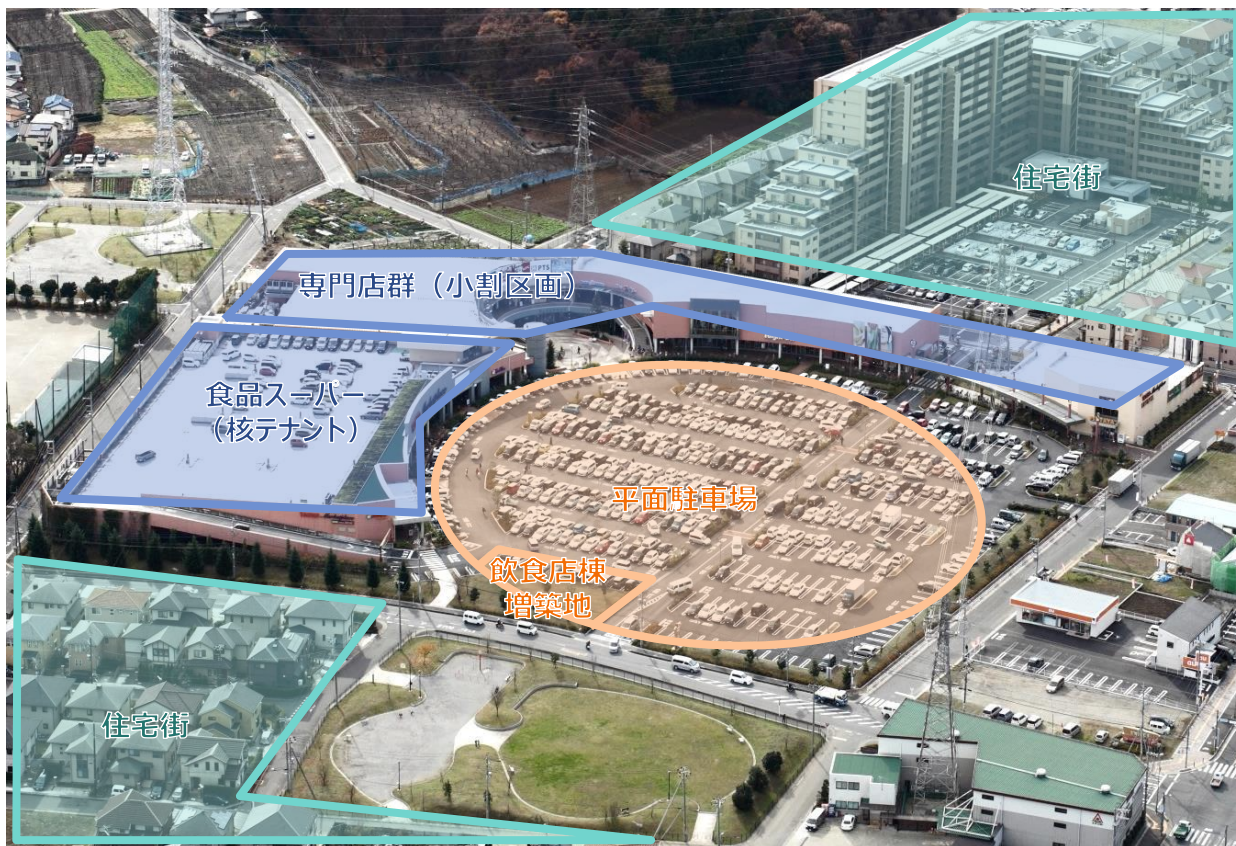 住宅街
専門店群（小割区画）
食品スーパー
（核テナント）
平面駐車場
飲食店棟
増築地
住宅街